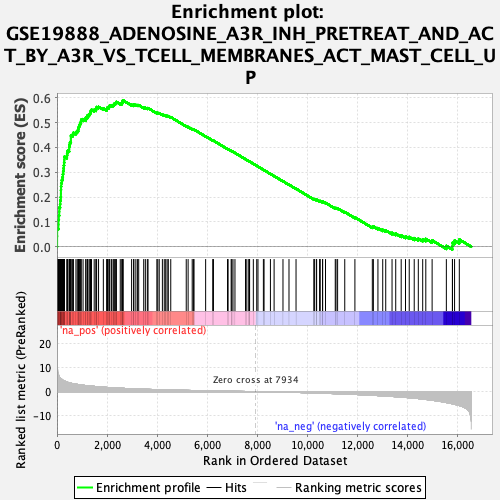 Enrichment plot:
GSE19888_ADENOSINE_A3R_INH_PRETREAT_AND_AC
T_BY_A3R_VS_TCELL_MEMBRANES_ACT_MAST_CELL_U
P
Enrichment score (ES)
0.6
0.5
0.4
0.3
0.2
0.1
0.0
'na_pos' (positively correlated)
Ranked list metric (PreRanked)
20
10
0
-10
Zero cross at 7934
'na_neg' (negatively correlated)
0 2,000 4,000 6,000 8,000 10,000 12,000 14,000 16,000
Rank in Ordered Dataset
Enrichment profile Hits Ranking metric scores